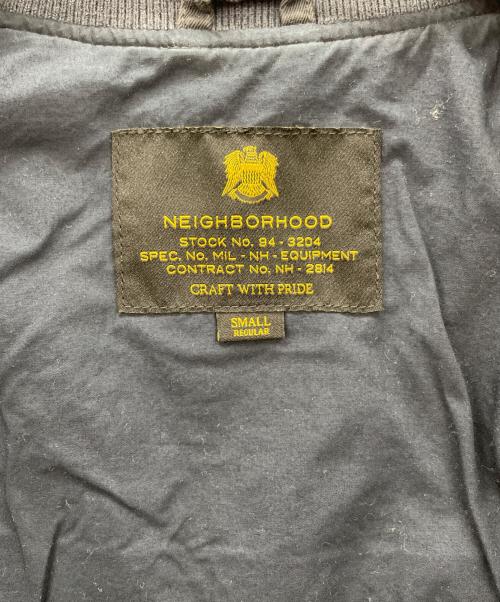 NEIGHBORHOOD
STOCK No. 94 - 3204
SPEC. No. MIL - NH - EQUIPMENT
CONTRACT No. NH - 2814
CRAFT WITH PRIDE
SMALL
REGULAR